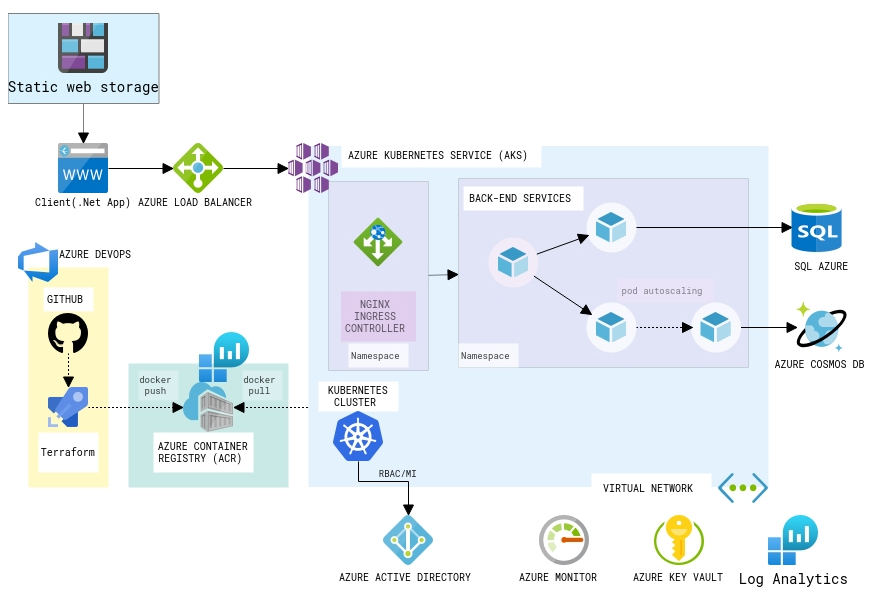 Static web storage
WWW
Client(.Net App)
AZURE LOAD BALANCER
AZURE KUBERNETES SERVICE (AKS)
BACK-END SERVICES
SQL
SQL AZURE
AZURE DEVOPS
GITHUB
NGINX
INGRESS
CONTROLLER
Namespace
pod autoscaling
Namespace
AZURE COSMOS DB
docker
push
docker
pull
KUBERNETES
CLUSTER
Terraform
AZURE CONTAINER
REGISTRY (ACR)
RBAC/MI
VIRTUAL NETWORK
AZURE ACTIVE DIRECTORY
AZURE MONITOR
AZURE KEY VAULT
Log Analytics